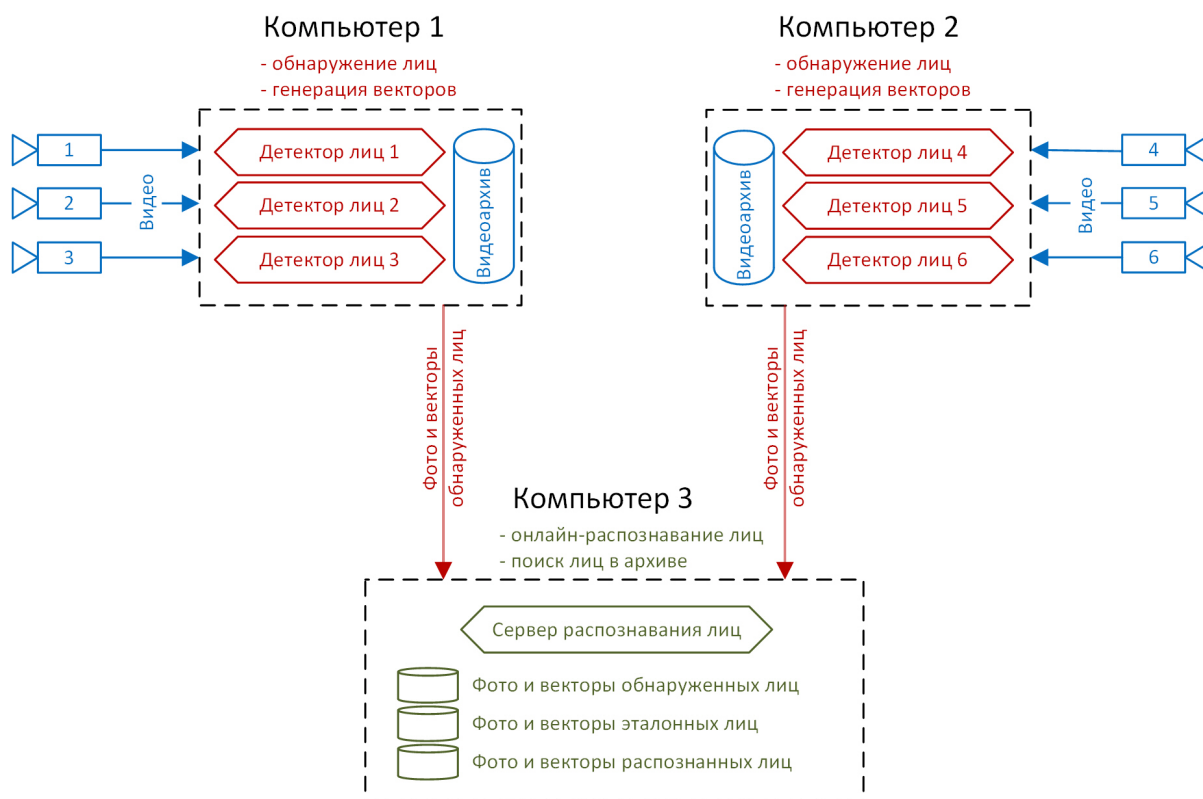 Компьютер 1
- обнаружение лиц
- генерация векторов
1
2
3
Видео
Детектор лиц 1
Детектор лиц 2
Детектор лиц 3
Видеоархив
Компьютер 2
- обнаружение лиц
- генерация векторов
Видеоархив
Детектор лиц 4
Детектор лиц 5
Детектор лиц 6
Видео
4
5
6
Фото и векторы
обнаруженных лиц
Фото и векторы
обнаруженных лиц
Компьютер 3
- онлайн-распознавание лиц
- поиск лиц в архиве
Сервер распознавания лиц
Фото и векторы обнаруженных лиц
Фото и векторы эталонных лиц
Фото и векторы распознанных лиц